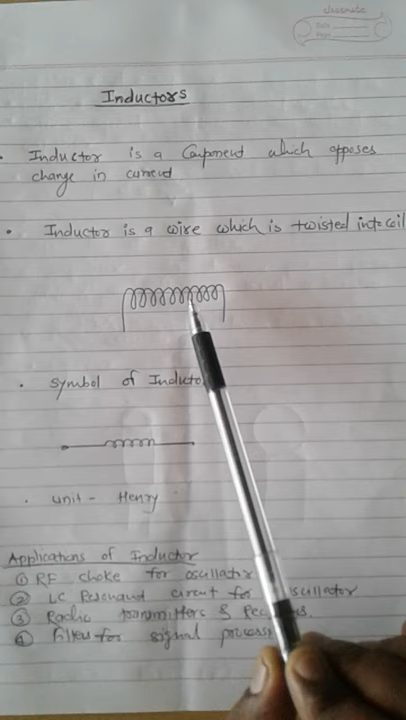 classmate
Date
Page
Inductors
• Inductor is a Component which opposes
change in current
• Inductor is a wire which is twisted into coil
• Symbol of Inductor
• unit - Henry
Applications of Inductor
① RF choke for oscillator
② LC Resonant circuit for oscillator
③ Radio transmitters &
④ Filters for signal